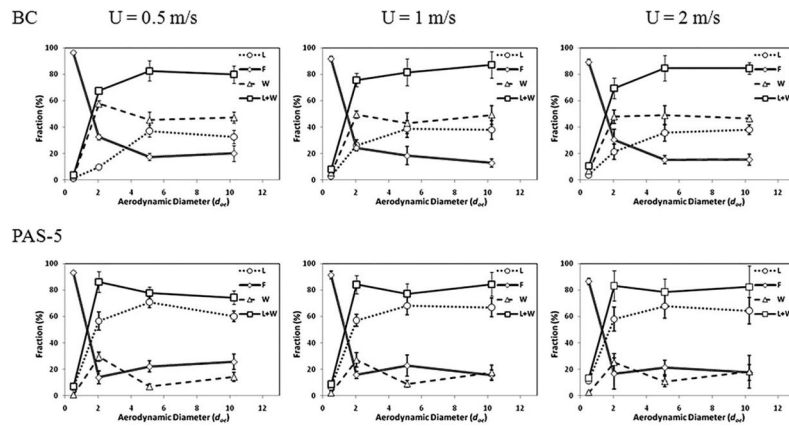 BC U = 0.5 m/s U = 1 m/s U = 2 m/s
100
80
60
40
20
0
Fraction (%)
0 2 4 6 8 10 12
Aerodynamic Diameter (dae)
L
F
W
L+W
100
80
60
40
20
0
Fraction (%)
0 2 4 6 8 10 12
Aerodynamic Diameter (dae)
L
F
W
L+W
100
80
60
40
20
0
Fraction (%)
0 2 4 6 8 10 12
Aerodynamic Diameter (dae)
L
F
W
L+W
PAS-5
100
80
60
40
20
0
Fraction (%)
0 2 4 6 8 10 12
Aerodynamic Diameter (dae)
L
F
W
L+W
100
80
60
40
20
0
Fraction (%)
0 2 4 6 8 10 12
Aerodynamic Diameter (dae)
L
F
W
L+W
100
80
60
40
20
0
Fraction (%)
0 2 4 6 8 10 12
Aerodynamic Diameter (dae)
L
F
W
L+W